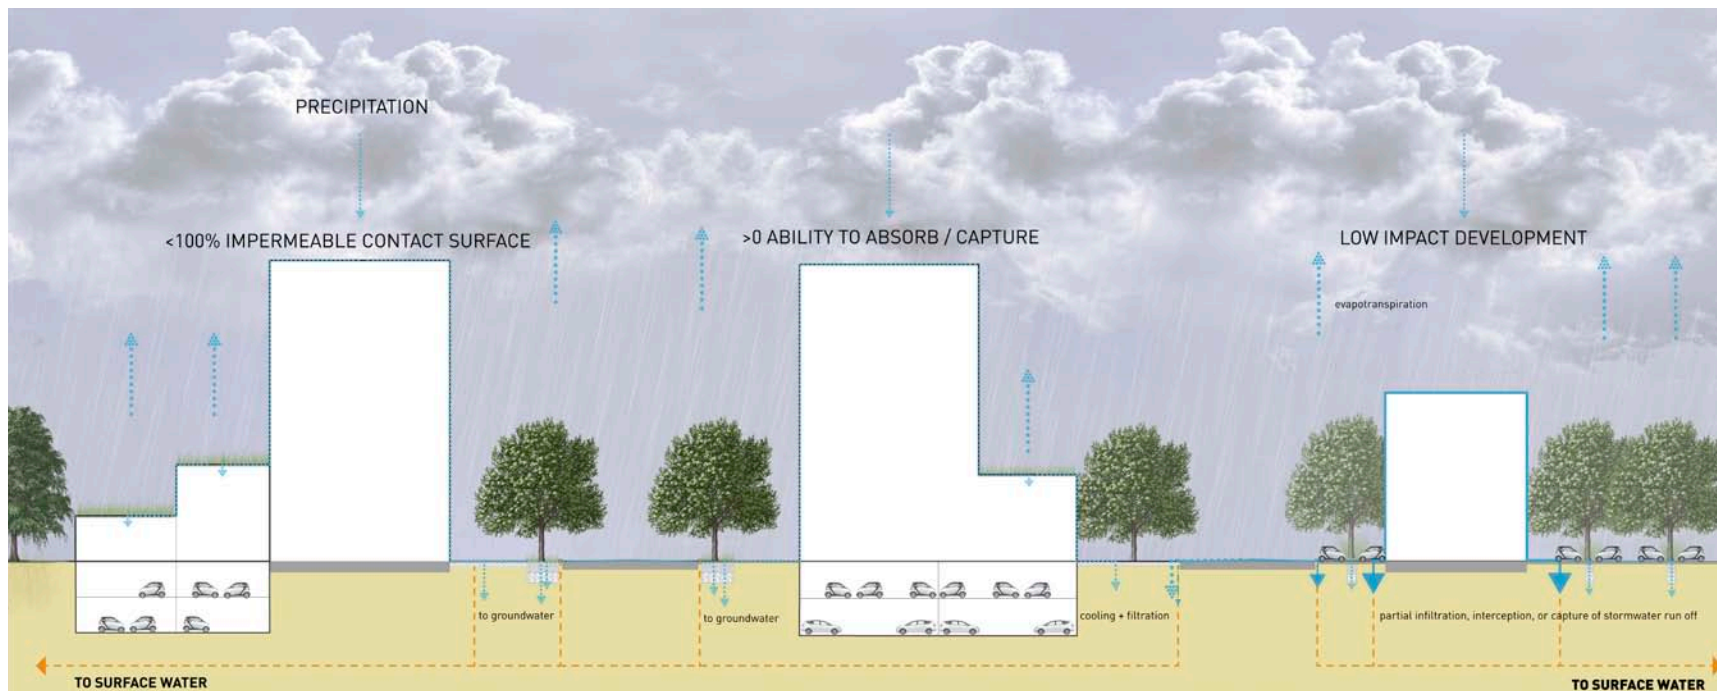 PRECIPITATION
<100% IMPERMEABLE CONTACT SURFACE
>0 ABILITY TO ABSORB / CAPTURE
LOW IMPACT DEVELOPMENT
evapotranspiration
to groundwater
to groundwater
cooling + filtration
partial infiltration, interception, or capture of stormwater run off
TO SURFACE WATER
TO SURFACE WATER